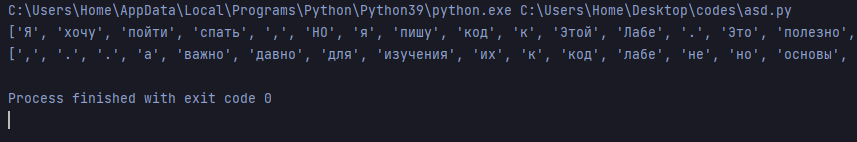 C:\Users\Home\AppData\Local\Programs\Python\Python39\python.exe C:\Users\Home\Desktop\codes\asd.py
['Я', 'хочу', 'пойти', 'спать', ',', 'НО', 'я', 'пишу', 'код', 'к', 'Этой', 'Лабе', '.', 'Это', 'полезно',
[',', '.', '.', 'а', 'важно', 'давно', 'для', 'изучения', 'их', 'к', 'код', 'лабе', 'не', 'но', 'основы',
Process finished with exit code 0